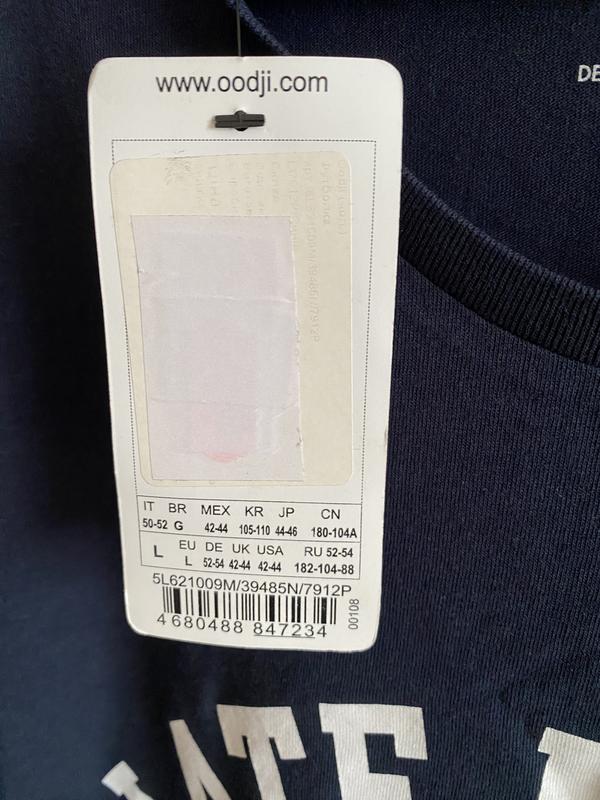 www.oodji.com
DE
IT BR MEX KR JP CN
50-52 G 42-44 105-110 44-46 180-104A
L EU DE UK USA RU 52-54
L 52-54 42-44 42-44 182-104-88
5L621009M/39485N/7912P
4680488 847234
00108
ATE